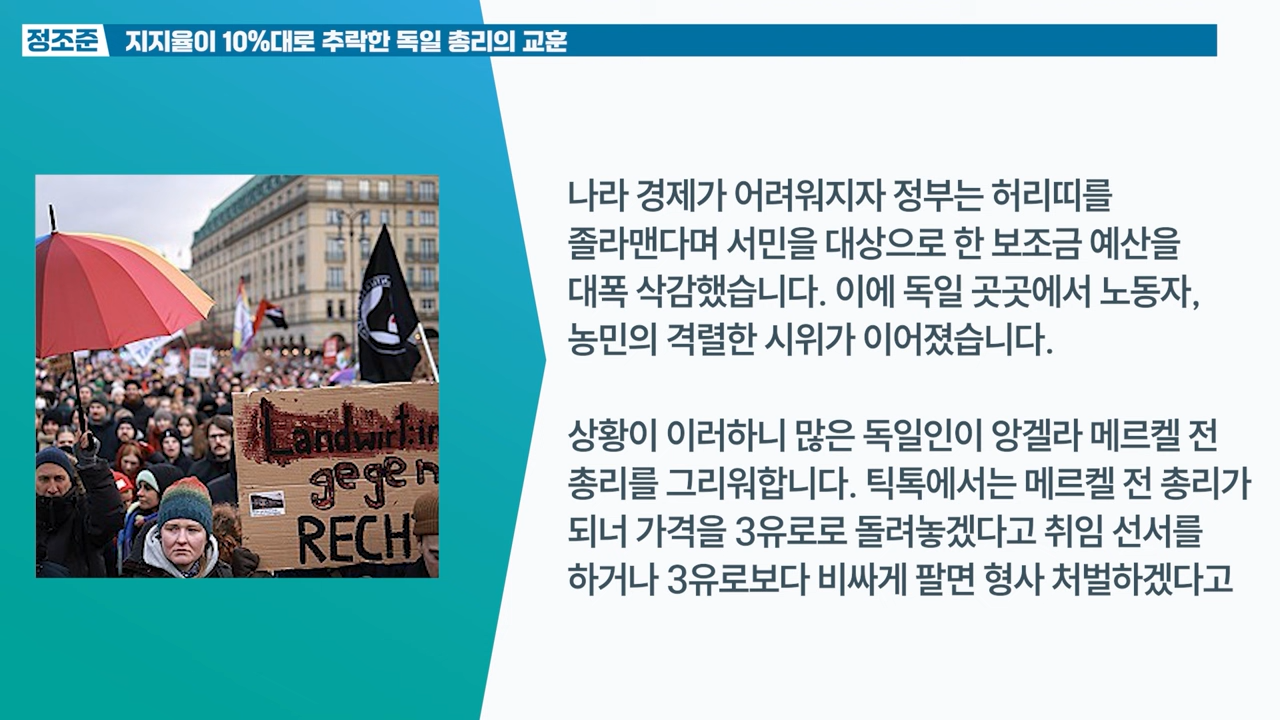 정조준 지지율이 10%대로 추락한 독일 총리의 교훈
나라 경제가 어려워지자 정부는 허리띠를
졸라맨다며 서민을 대상으로 한 보조금 예산을
대폭 삭감했습니다. 이에 독일 곳곳에서 노동자,
농민의 격렬한 시위가 이어졌습니다.
상황이 이러하니 많은 독일인이 앙겔라 메르켈 전
총리를 그리워합니다. 틱톡에서는 메르켈 전 총리가
되너 가격을 3유로로 돌려놓겠다고 취임 선서를
하거나 3유로보다 비싸게 팔면 형사 처벌하겠다고
Landwirt:in
gegen
RECH